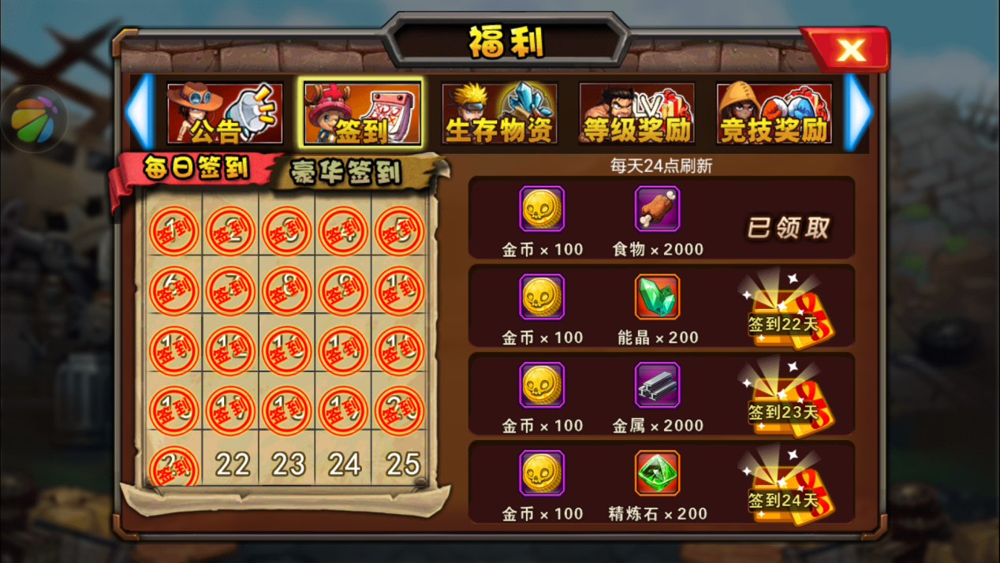 福利
公告
签到
生存物资
LV.
等级奖励
竞技奖励
每日签到
豪华签到
每天24点刷新
签到 签到 签到 签到 签到
签到 签到 签到 签到 签到
签到 签到 签到 签到 签到
签到 签到 签到 签到 签到
签到 22 23 24 25
金币×100
食物×2000
已领取
金币×100
能晶×200
签到22天
金币×100
金属×2000
签到23天
金币×100
精炼石×200
签到24天